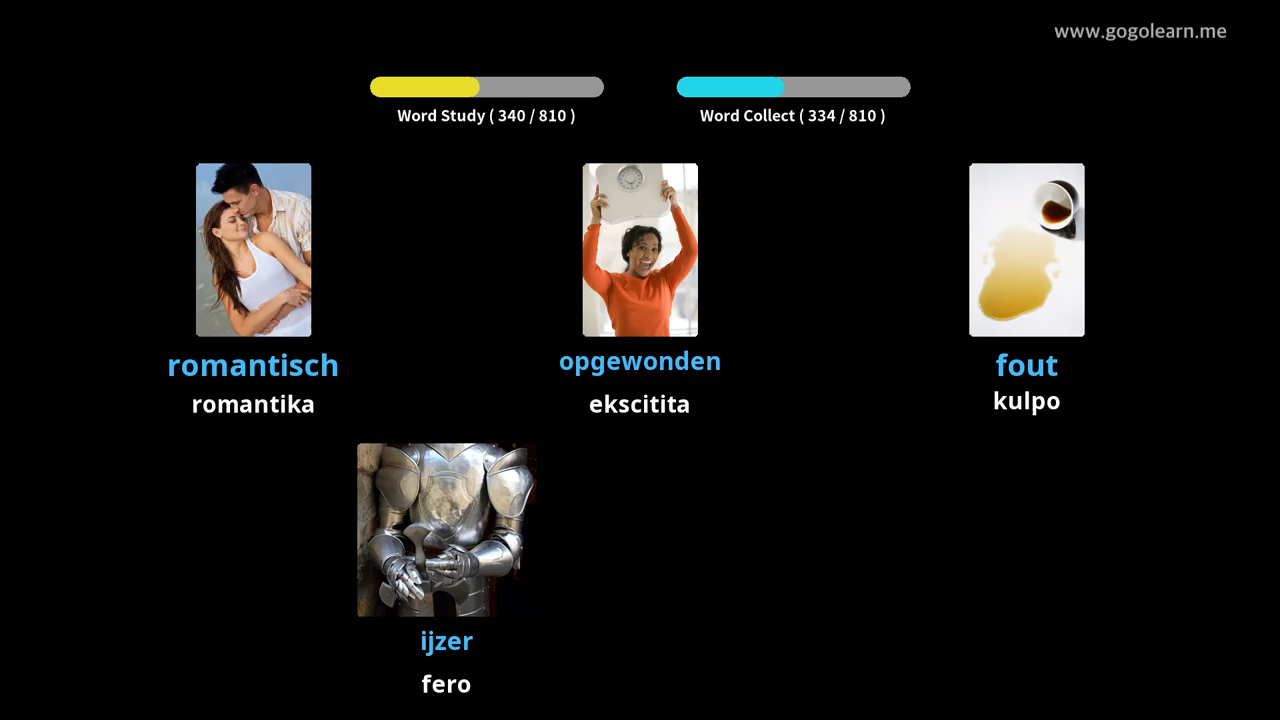 www.gogolearn.me
Word Study ( 340 / 810 )
Word Collect ( 334 / 810 )
romantisch
romantika
opgewonden
ekscitita
fout
kulpo
ijzer
fero